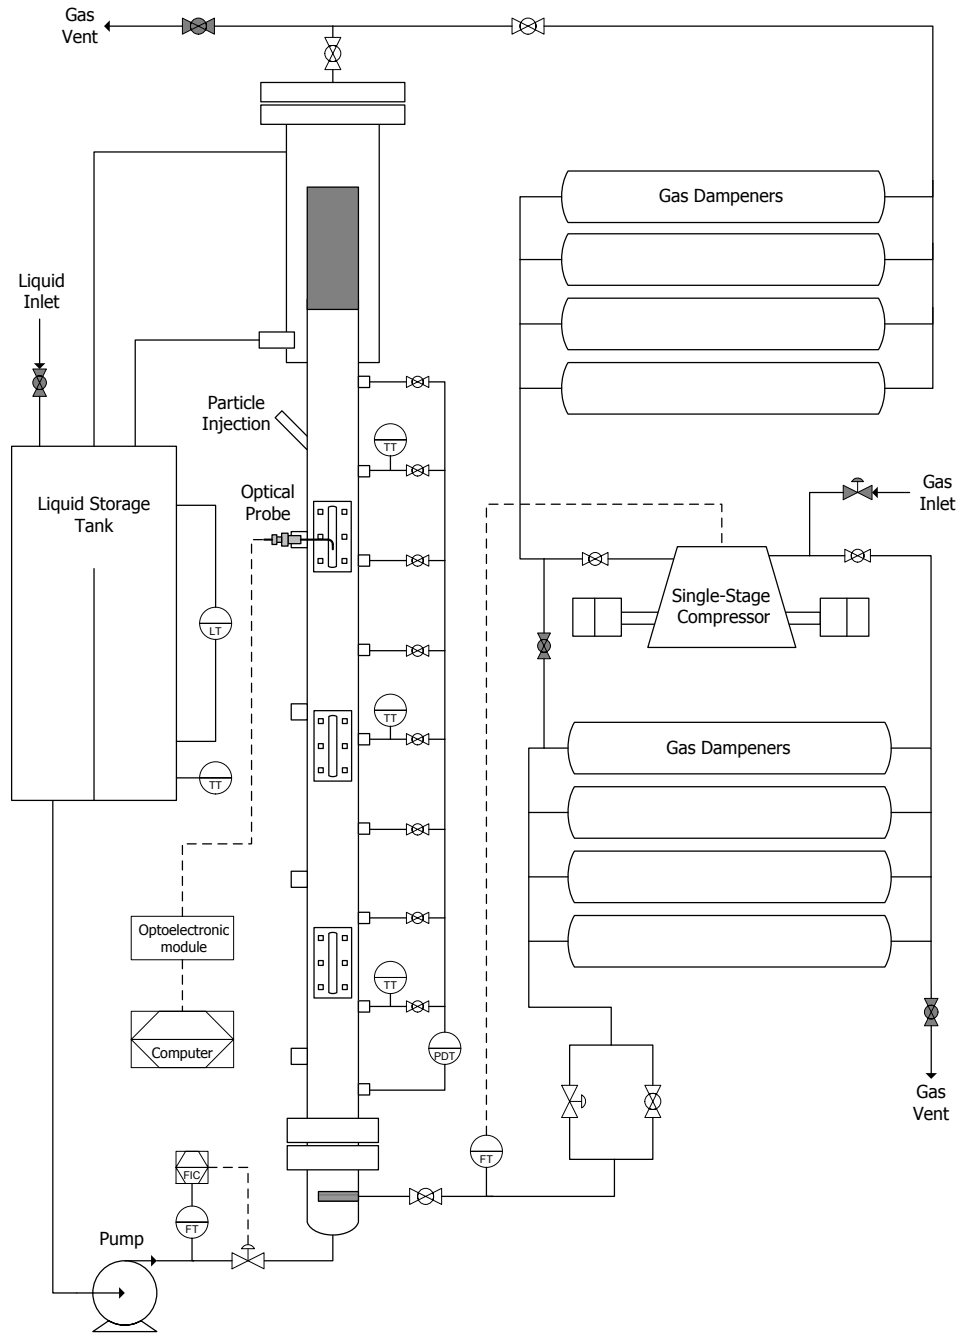 Gas
Vent
Gas Dampeners
Liquid
Inlet
Particle
Injection
TT
Liquid Storage
Tank
Optical
Probe
Gas
Inlet
Single-Stage
Compressor
LT
TT
TT
Gas Dampeners
Optoelectronic
module
TT
Computer
PDT
Gas
Vent
FIC
FT
FT
Pump